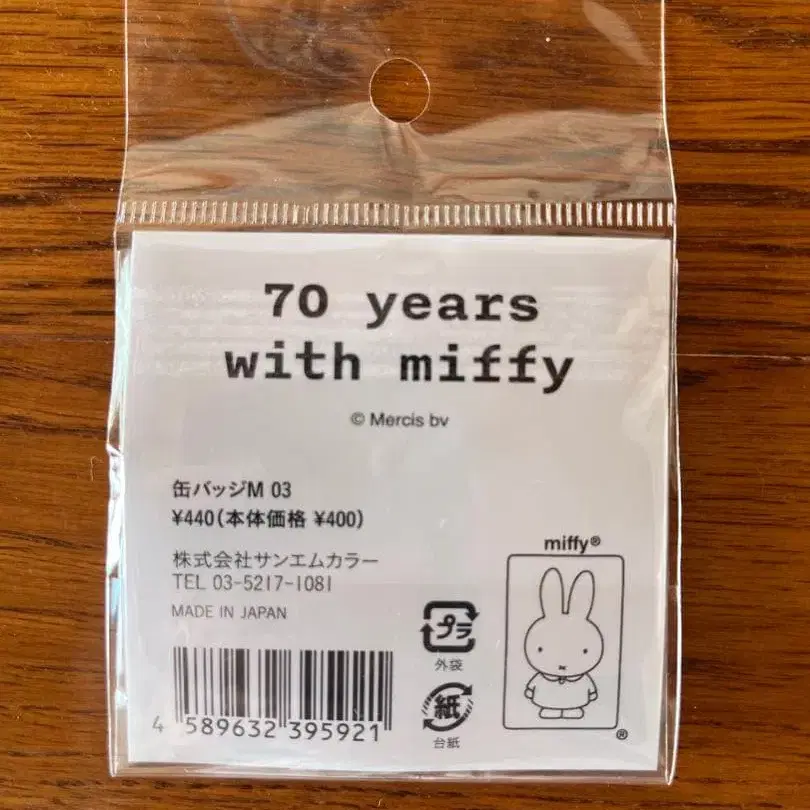 70 years
with miffy
© Mercis bv
缶バッジM 03
¥440(本体価格 ¥400)
株式会社サンエムカラー
TEL 03-5217-1081
MADE IN JAPAN
miffy®
プラ
外袋
紙
台紙
®
4 589632 395921